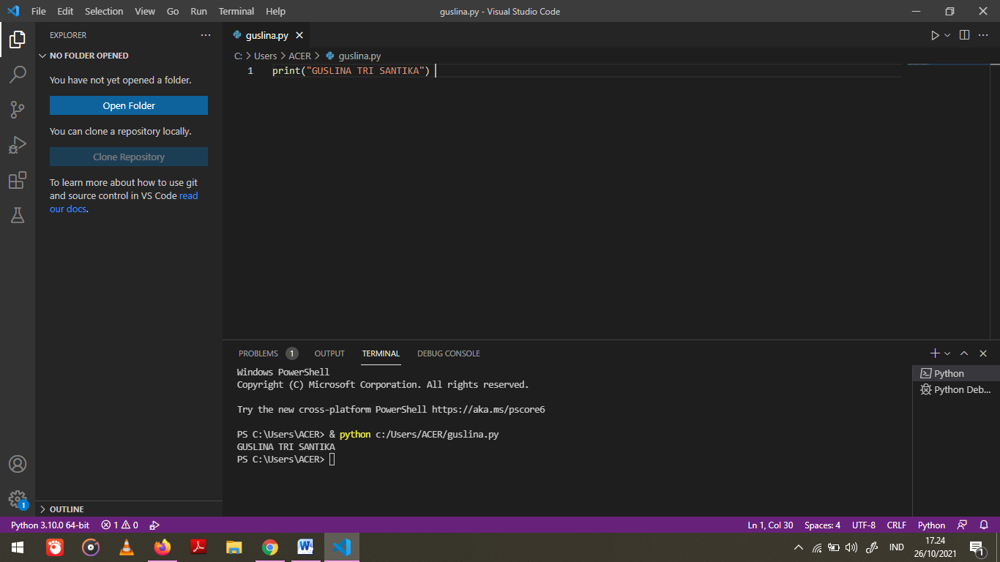 File Edit Selection View Go Run Terminal Help
guslina.py - Visual Studio Code
EXPLORER
NO FOLDER OPENED
You have not yet opened a folder.
Open Folder
You can clone a repository locally.
Clone Repository
To learn more about how to use git
and source control in VS Code read
our docs.
OUTLINE
guslina.py
C: > Users > ACER > guslina.py
1 print("GUSLINA TRI SANTIKA")
PROBLEMS 1 OUTPUT TERMINAL DEBUG CONSOLE
Windows PowerShell
Copyright (C) Microsoft Corporation. All rights reserved.
Try the new cross-platform PowerShell https://aka.ms/pscore6
PS C:\Users\ACER> & python c:/Users/ACER/guslina.py
GUSLINA TRI SANTIKA
PS C:\Users\ACER>
Python
Python Deb...
1
Python 3.10.0 64-bit 1 0
Ln 1, Col 30 Spaces: 4 UTF-8 CRLF Python
IND
17.24
26/10/2021
1